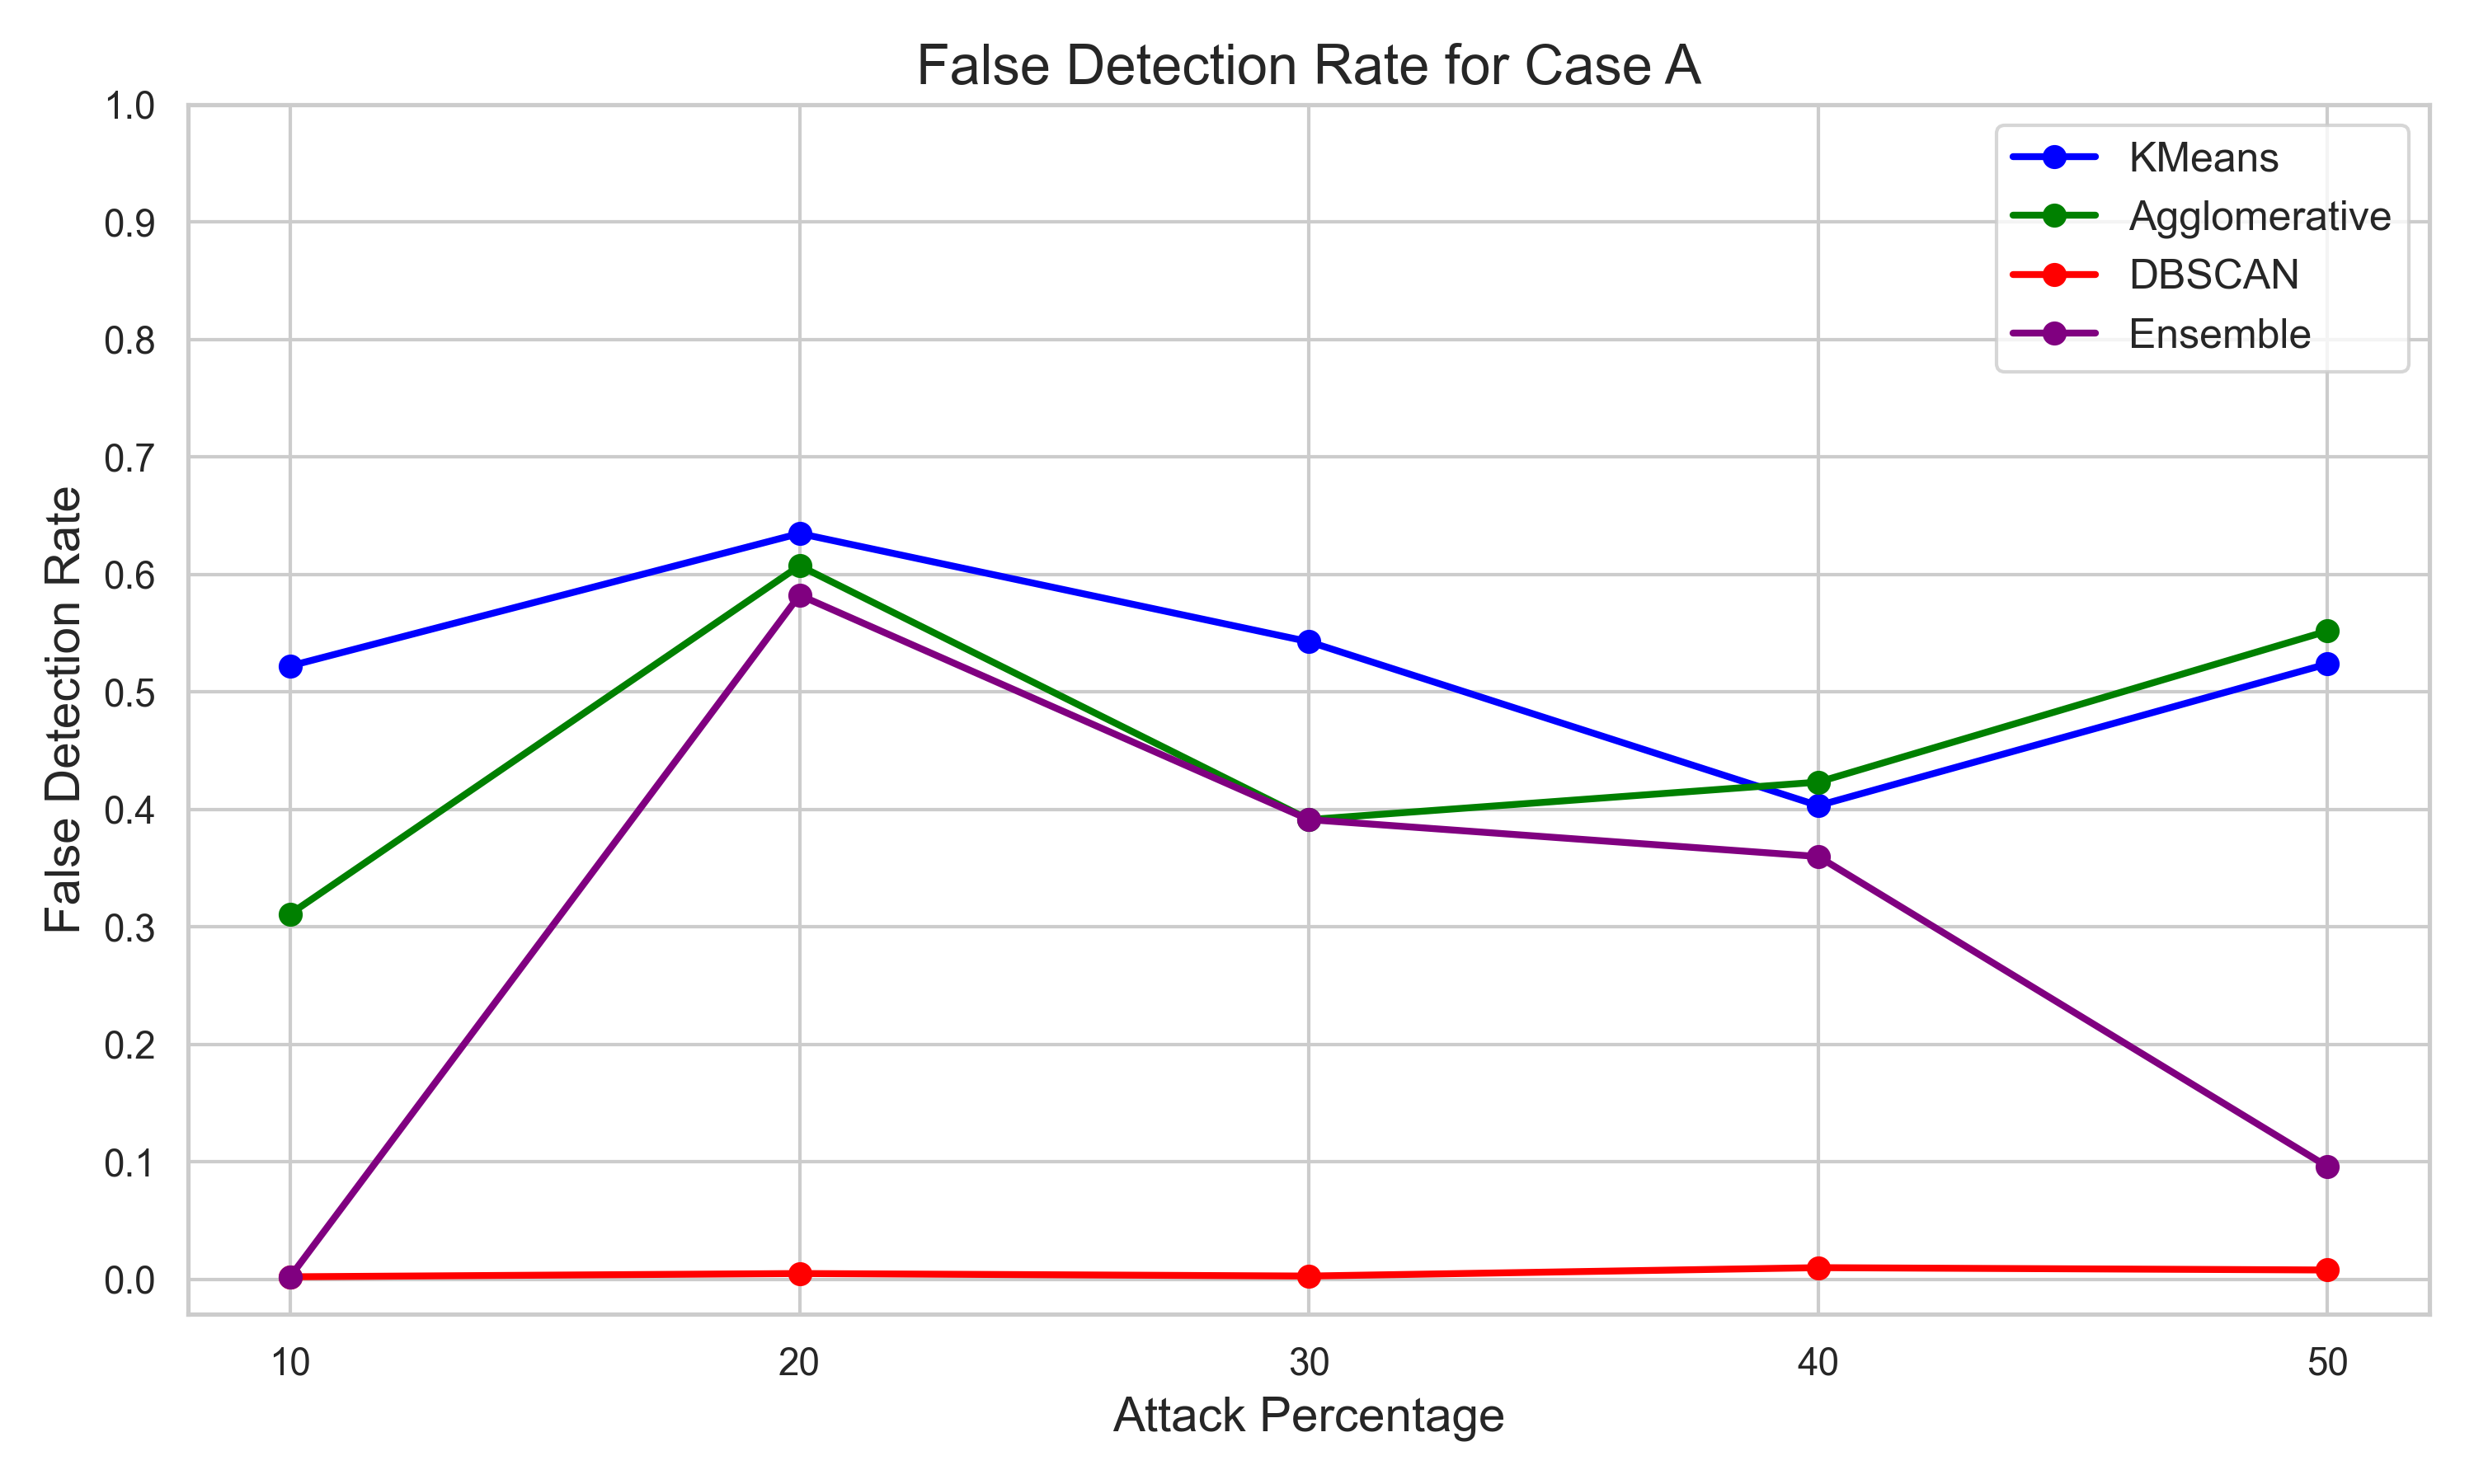 False Detection Rate for Case A
1.0
0.9
0.8
0.7
0.6
0.5
0.4
0.3
0.2
0.1
0.0
False Detection Rate
KMeans
Agglomerative
DBSCAN
Ensemble
10 20 30 40 50
Attack Percentage